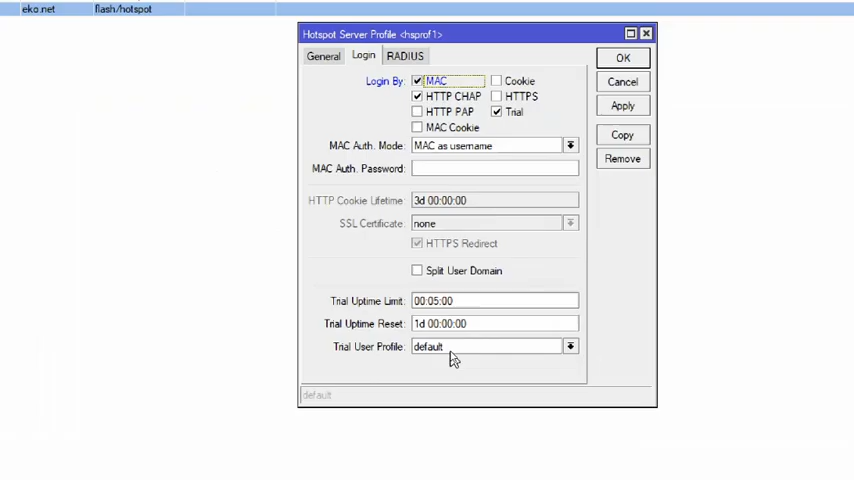 eko.net flash/hotspot
Hotspot Server Profile <hsprof1>
General Login RADIUS
OK
Cancel
Apply
Copy
Remove
Login By: MAC Cookie
HTTP CHAP HTTPS
HTTP PAP Trial
MAC Cookie
MAC Auth. Mode: MAC as username
MAC Auth. Password:
HTTP Cookie Lifetime: 3d 00:00:00
SSL Certificate: none
HTTPS Redirect
Split User Domain
Trial Uptime Limit: 00:05:00
Trial Uptime Reset: 1d 00:00:00
Trial User Profile: default
default